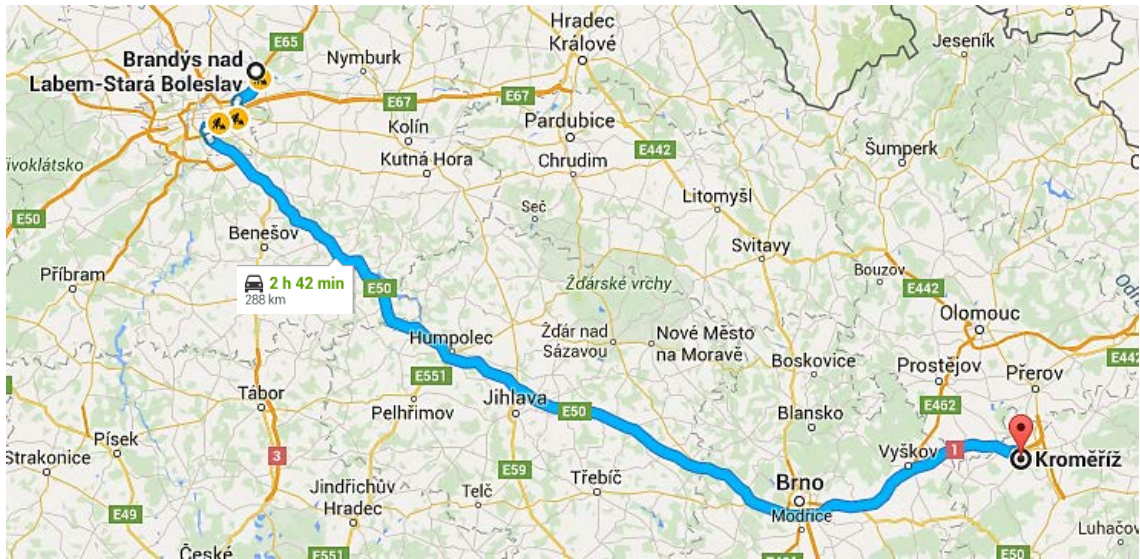 Hradec
Králové
E65
Jeseník
Brandýs nad
Labem-Stará Boleslav
Nymburk
E67
E67
Kolín
Pardubice
Kutná Hora
Chrudim
E442
Šumperk
ivoklátsko
Litomyšl
Seč
E50
Benešov
Svitavy
Bouzov
Příbram
2 h 42 min
288 km
E50
Žďárské vrchy
E442
Olomouc
Humpolec
Žďár nad
Sázavou
Nové Město
na Moravě
Boskovice
Prostějov
Přerov
E442
E551
Tábor
Pelhřimov
Jihlava
E50
Blansko
E462
Písek
Strakonice
3
E59
Třebíč
Vyškov
1
Kroměříž
Brno
Jindřichův
Hradec
Telč
E49
Modřice
Luhačov
České
E551
E50